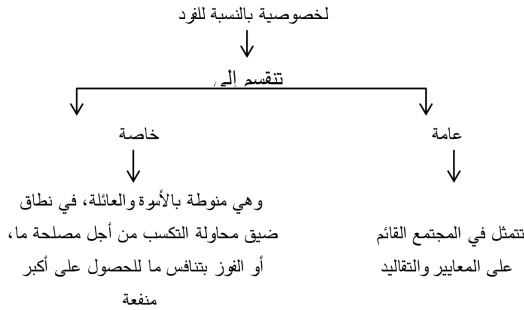 لخصوصية بالنسبة للفرد
تنقسم إلى
عامة
خاصة
تتمثل في المجتمع القائم
على المعايير والتقاليد
وهي منوطة بالأسرة والعائلة، في نطاق
ضيق محاولة التكسب من أجل مصلحة ما،
أو الفوز بتنافس ما للحصول على أكبر
منفعة